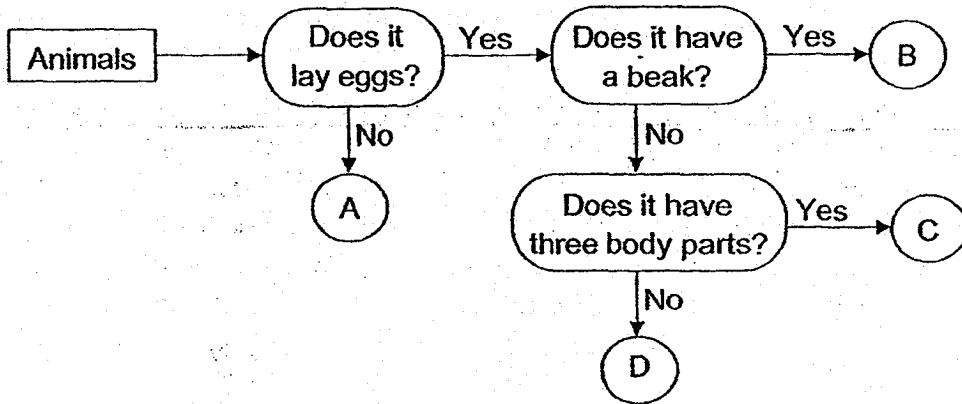 Animals
Does it
lay eggs?
Yes
Does it have
a beak?
Yes
B
No
No
A
Does it have
three body parts?
Yes
C
No
D